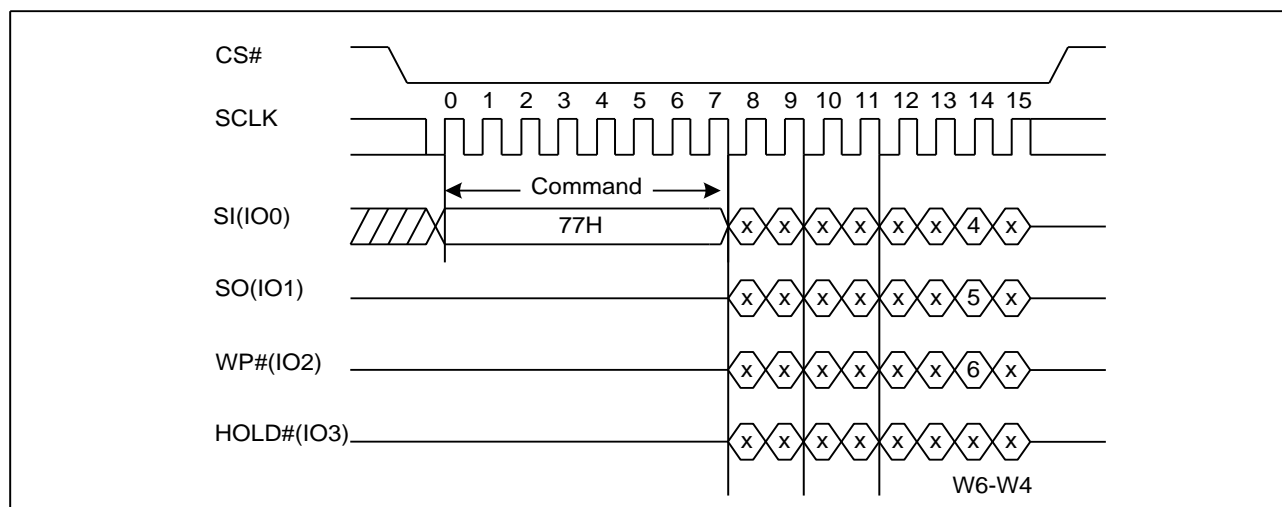 CS#
0 1 2 3 4 5 6 7 8 9 10 11 12 13 14 15
SCLK
Command
SI(IO0) 77H x x x x x x 4 x
SO(IO1) x x x x x x 5 x
WP#(IO2) x x x x x x 6 x
HOLD#(IO3) x x x x x x x x
W6-W4